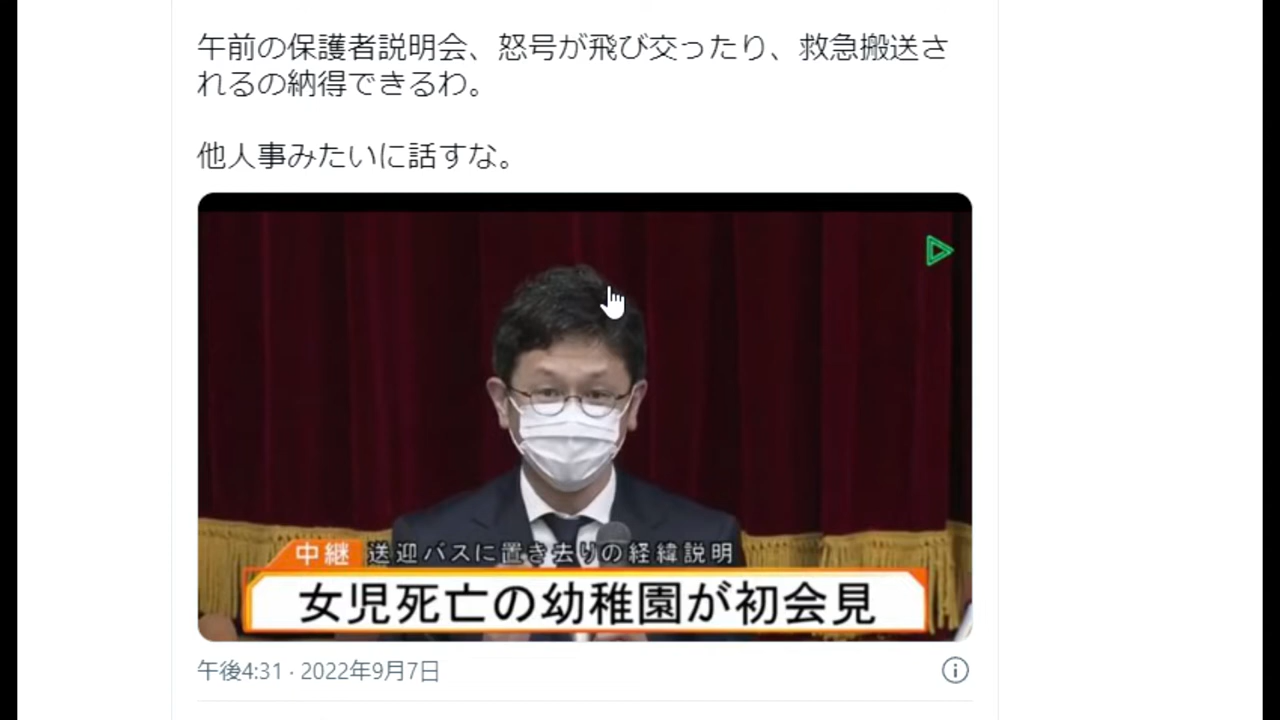 午前の保護者説明会、怒号が飛び交ったり、救急搬送さ
れるの納得できるわ。
他人事みたいに話すな。
中継 送迎バスに置き去りの経緯説明
女児死亡の幼稚園が初会見
午後4:31 · 2022年9月7日